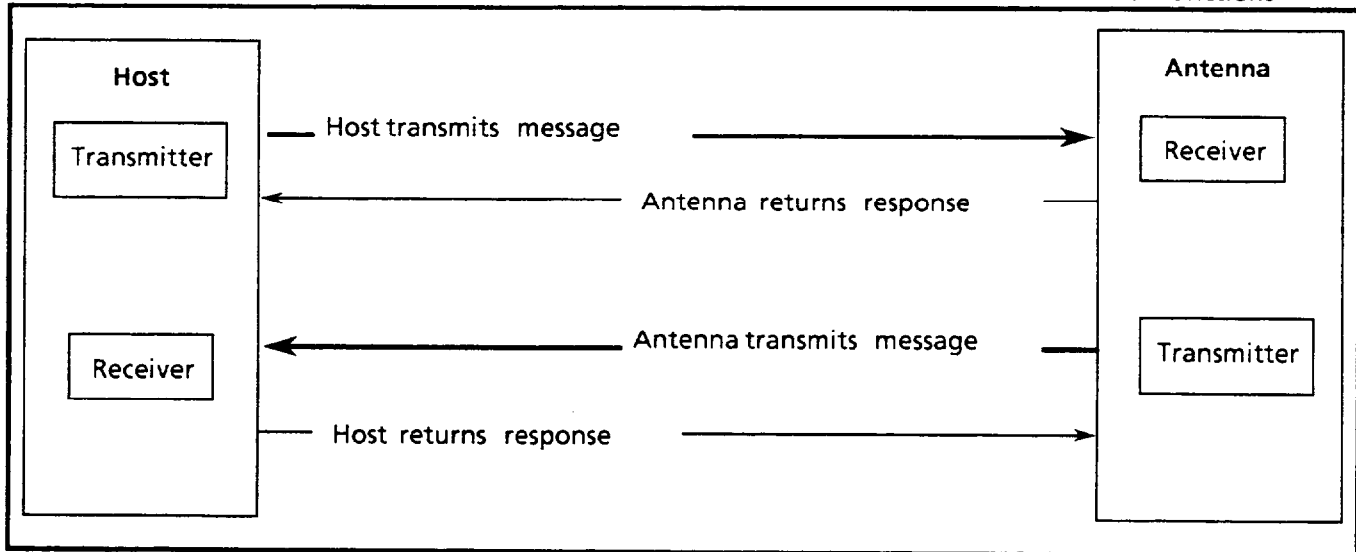 Host
Antenna
Transmitter
Host transmits message
Receiver
Antenna returns response
Receiver
Antenna transmits message
Transmitter
Host returns response